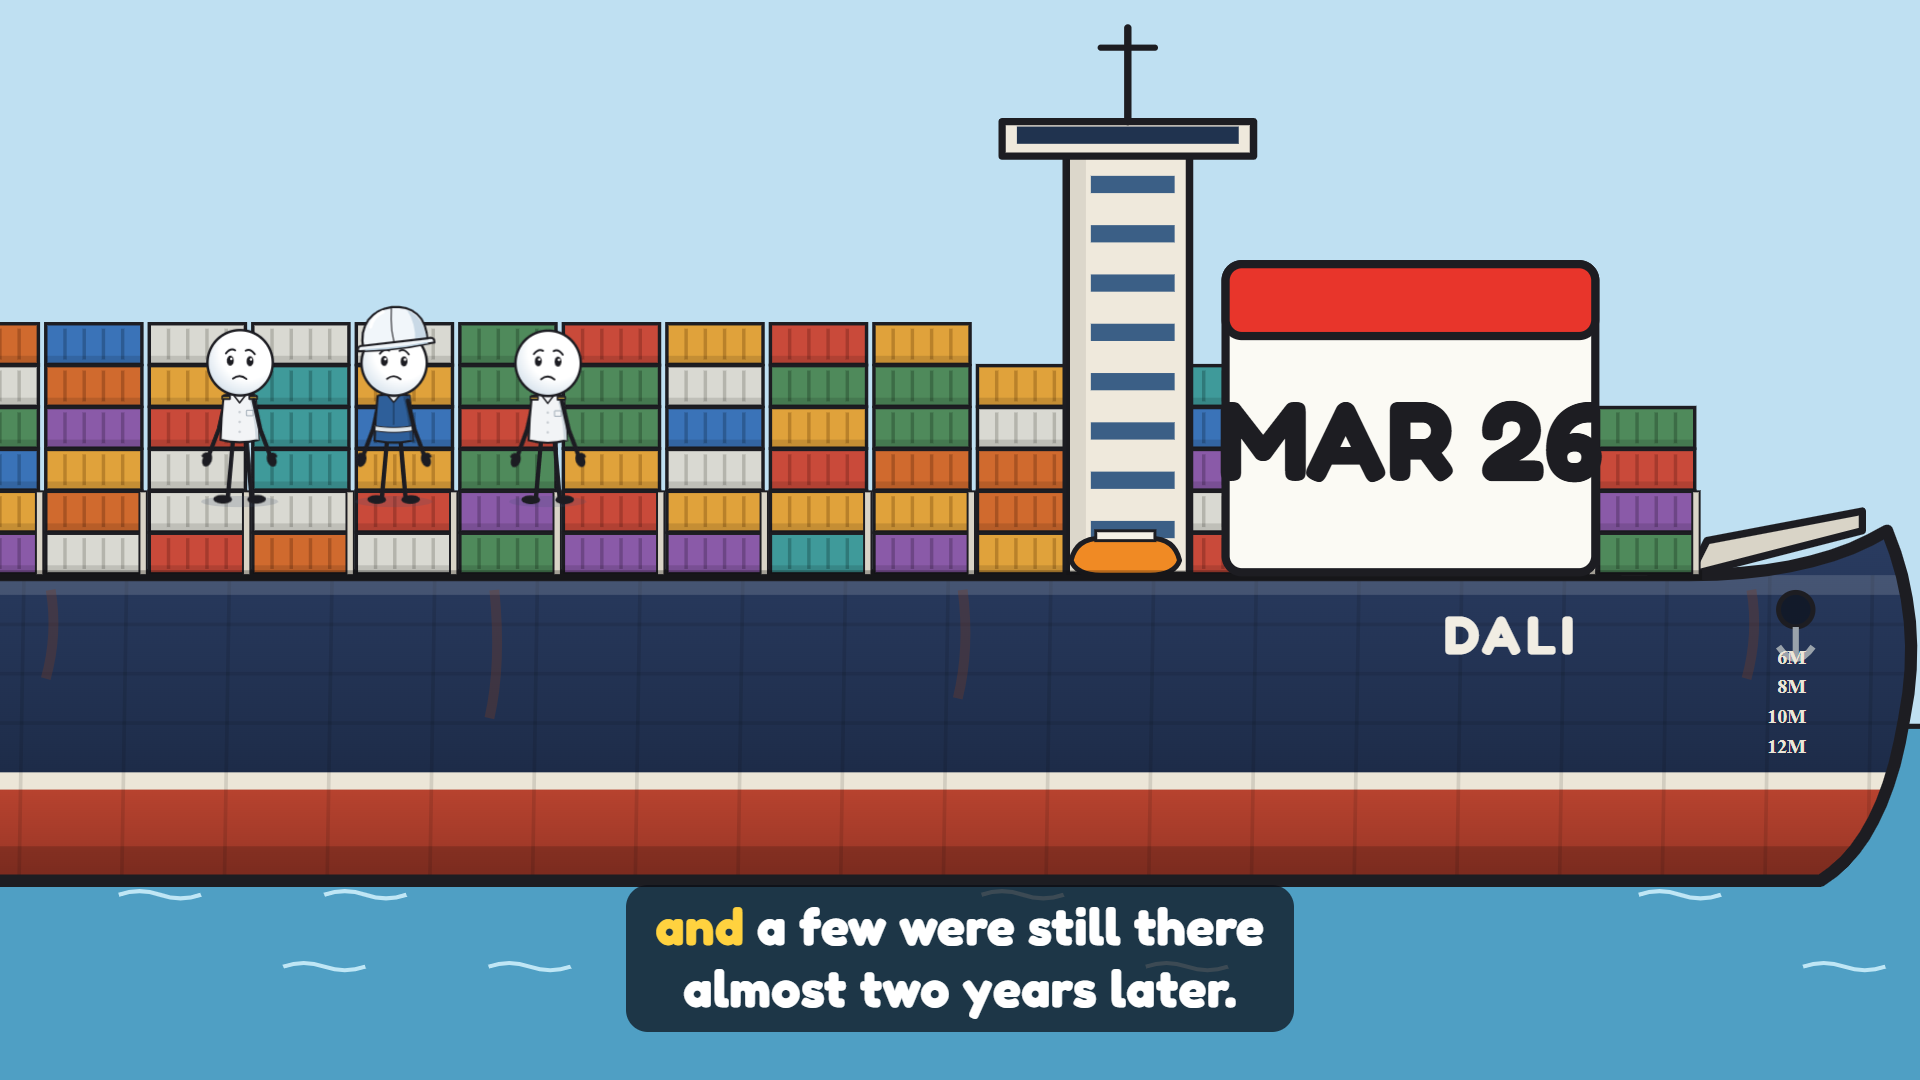 MAR 26
DALI
6M
8M
10M
12M
and a few were still there
almost two years later.